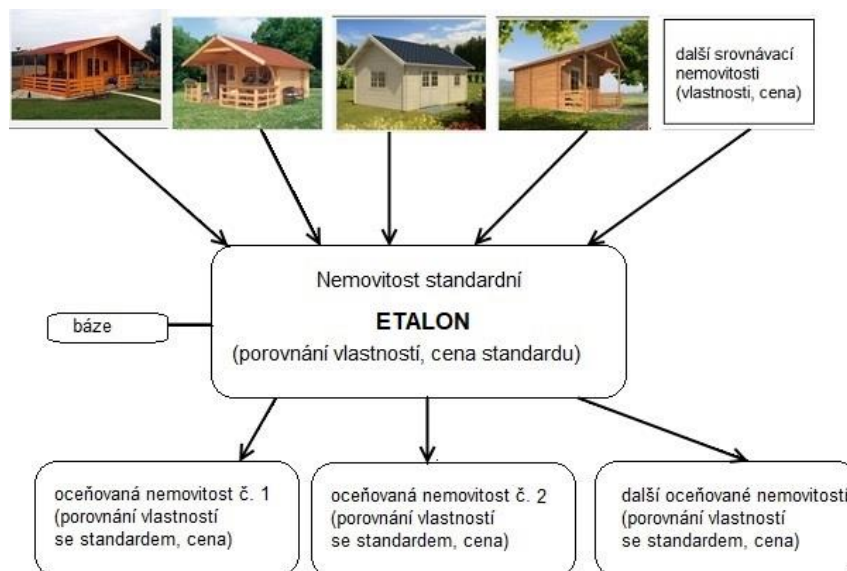 další srovnávací
nemovitosti
(vlastnosti, cena)
Nemovitost standardní
ETALON
(porovnání vlastností, cena standardu)
báze
oceňovaná nemovitost č. 1
(porovnání vlastností
se standardem, cena)
oceňovaná nemovitost č. 2
(porovnání vlastností
se standardem, cena)
další oceňované nemovitosti
(porovnání vlastností
se standardem, cena)